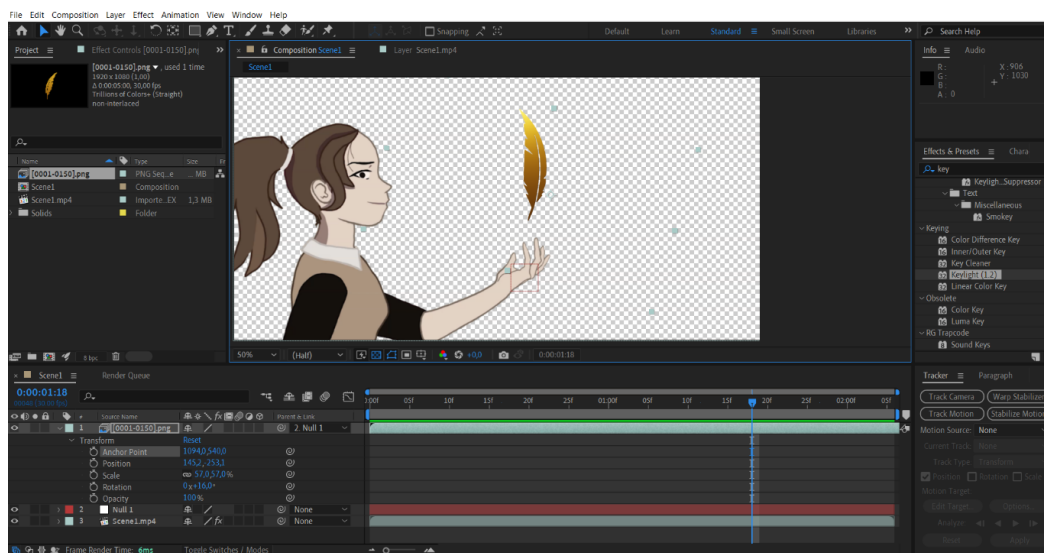 File Edit Composition Layer Effect Animation View Window Help
Snapping Default Learn Standard Small Screen Libraries Search Help
Project Effect Controls [0001-0150].pn Composition Scene1 Layer Scene1.mp4 Info Audio
Scene1
[0001-0150].png ▼ , used 1 time
1920 x 1080 (1,00)
Δ 0:00:05:00, 30,00 fps
Trillions of Colors+ (Straight)
non-interlaced
R :
G :
B :
A : 0
X : 906
Y : 1030
Name Type Size Fr
[0001-0150].png PNG Seq...e ... MB
Scene1 Composition
Scene1.mp4 Importe...EX 1,3 MB
Solids Folder
Effects & Presets Chara
key
Keyligh...Suppressor
Text
Miscellaneous
Smokey
Keying
Color Difference Key
Inner/Outer Key
Key Cleaner
Keylight (1.2)
Linear Color Key
Obsolete
Color Key
Luma Key
RG Trapcode
Sound Keys
8 bpc
50% (Half) +0,0 0:00:01:18
Scene1 Render Queue
0:00:01:18
# Source Name Parent & Link
05f 10f 15f 20f 25f 01:00f 05f 10f 15f 20f 25f 02:00f 05f
1 [0001-0150].png 2. Null 1
Transform Reset
Anchor Point 1094,0,540,0
Position 145,2,-253,1
Scale 57,0,57,0%
Rotation 0x+16,0°
Opacity 100%
2 Null 1 None
3 Scene1.mp4 None
Frame Render Time: 6ms Toggle Switches / Modes
Tracker Paragraph
Track Camera Warp Stabilize
Track Motion Stabilize Motio
Motion Source: None
Current Track: None
Track Type: Transform
Position Rotation Scale
Motion Target:
Edit Target... Options...
Analyze:
Reset Apply